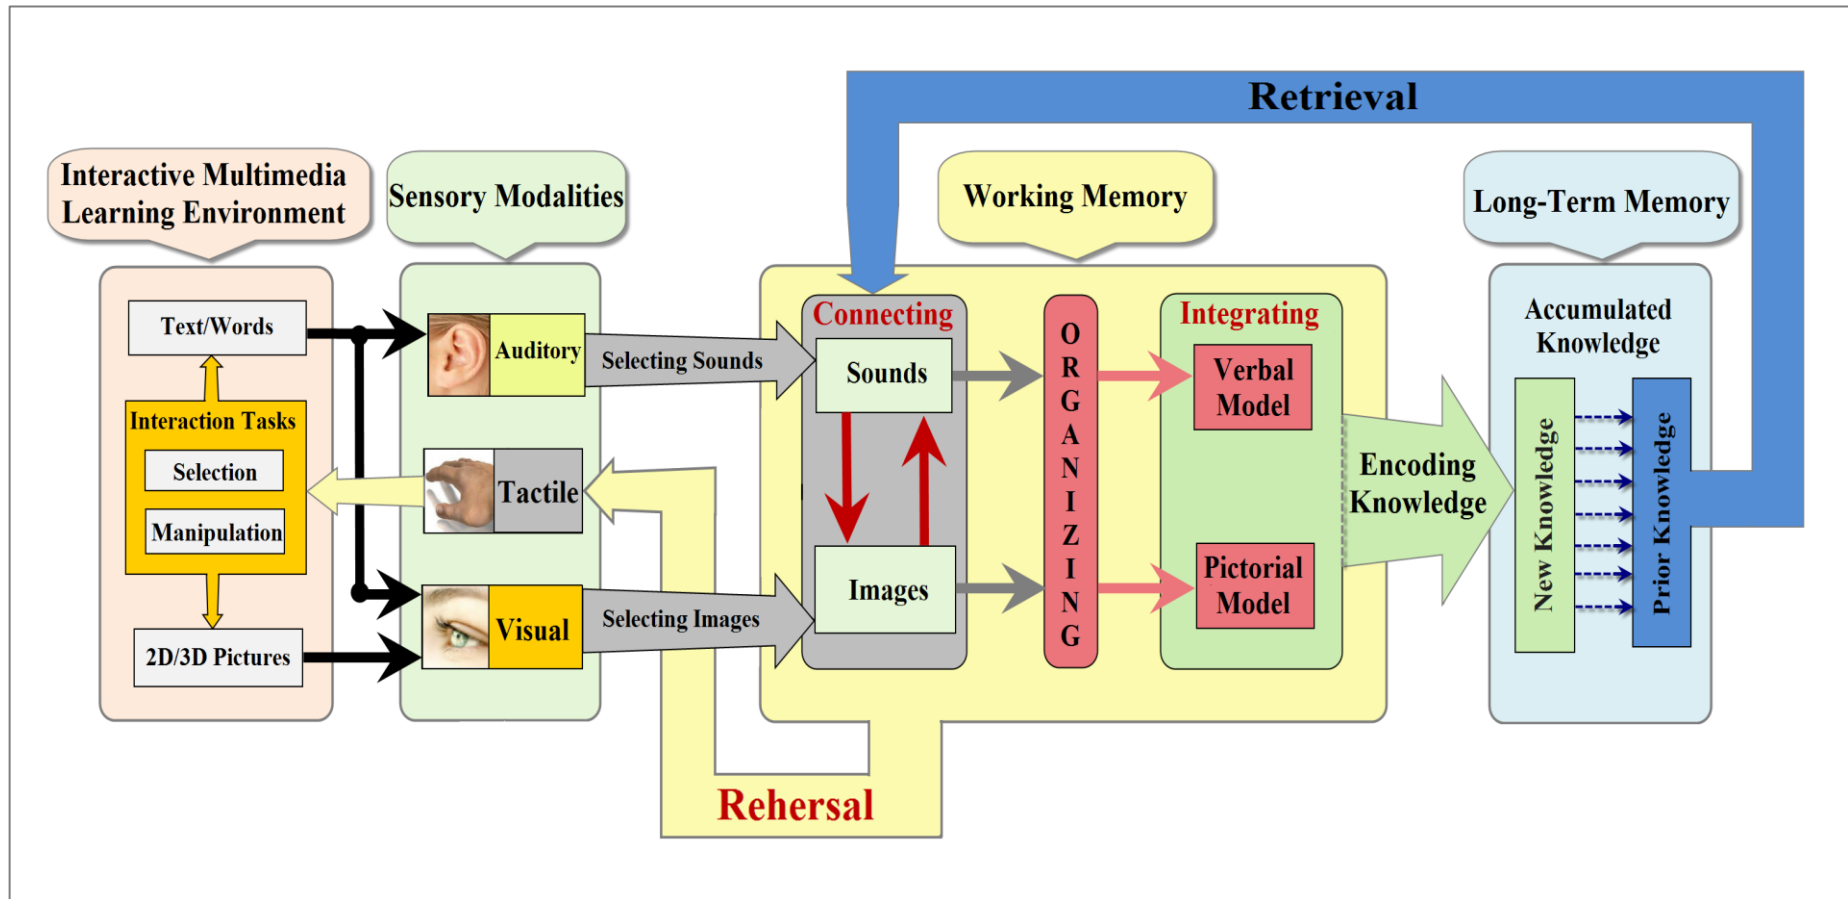 Retrieval
Interactive Multimedia
Learning Environment
Sensory Modalities
Working Memory
Long-Term Memory
Text/Words
Interaction Tasks
Selection
Manipulation
2D/3D Pictures
Auditory
Tactile
Visual
Selecting Sounds
Selecting Images
Connecting
Sounds
Images
ORGANIZING
Integrating
Verbal
Model
Pictorial
Model
Encoding
Knowledge
Accumulated
Knowledge
New Knowledge
Prior Knowledge
Rehersal